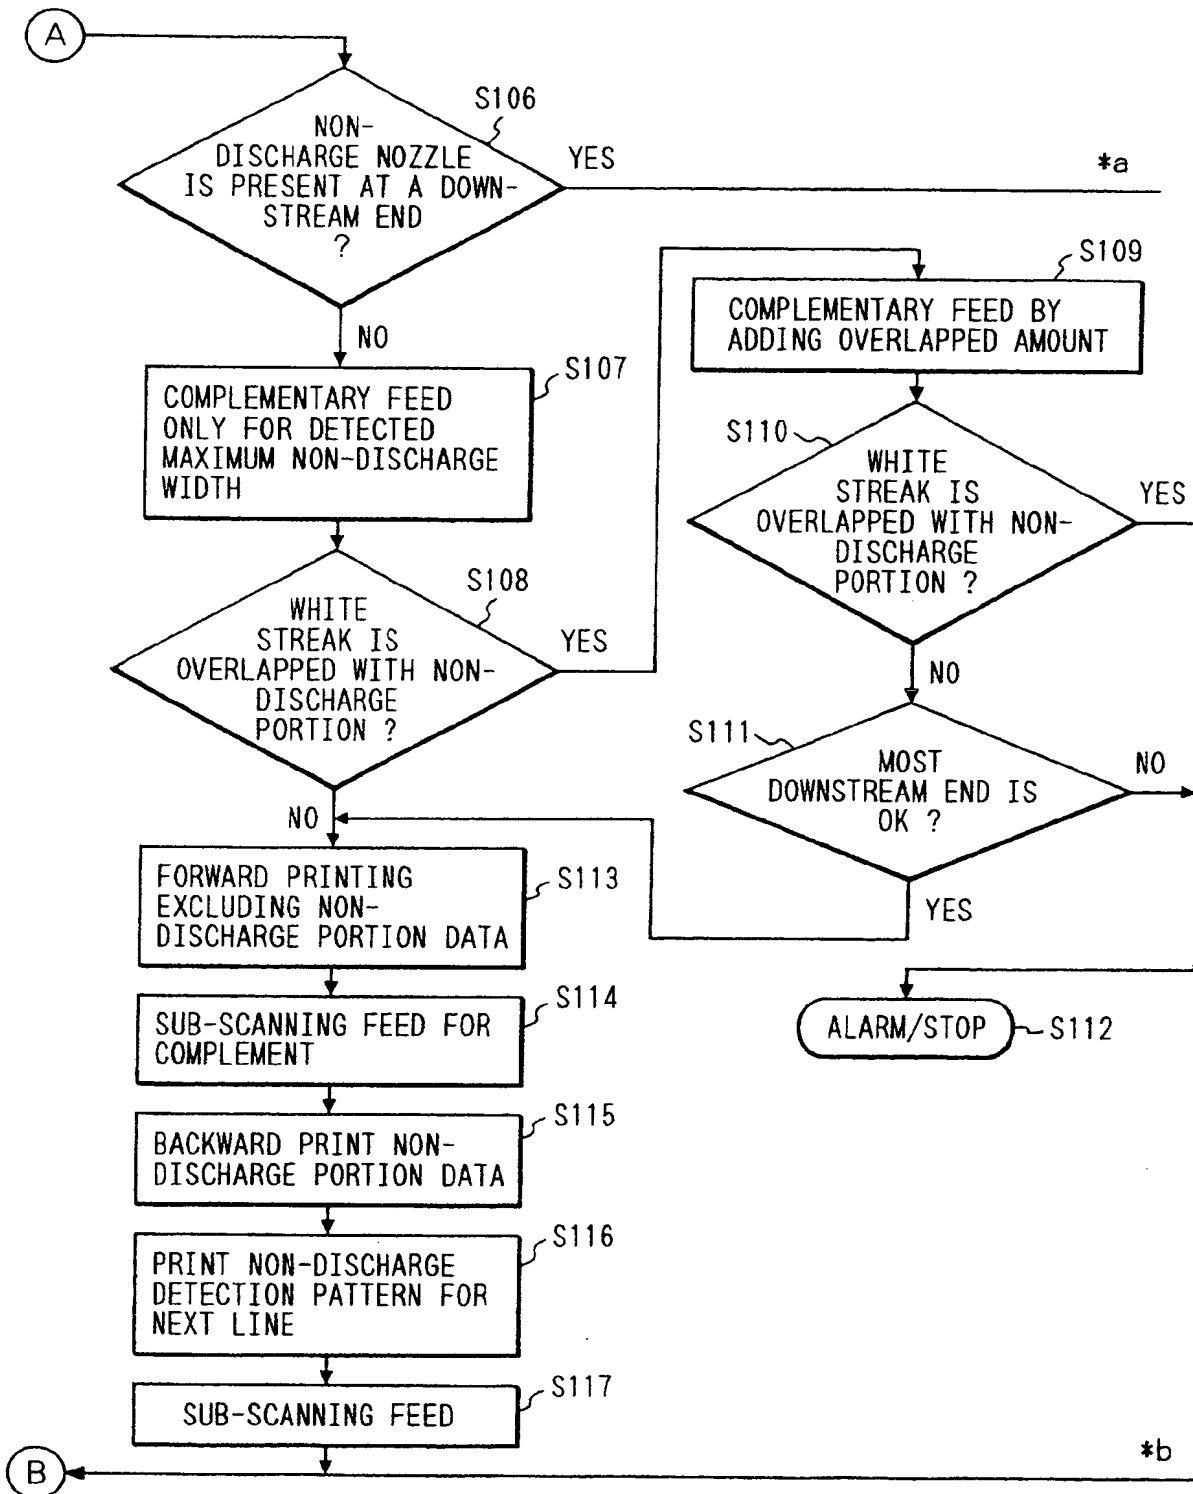 A
S106
NON-
DISCHARGE NOZZLE
IS PRESENT AT A DOWN-
STREAM END
?
YES
*a
NO
S107
COMPLEMENTARY FEED
ONLY FOR DETECTED
MAXIMUM NON-DISCHARGE
WIDTH
S108
WHITE
STREAK IS
OVERLAPPED WITH NON-
DISCHARGE
PORTION ?
YES
NO
S109
COMPLEMENTARY FEED BY
ADDING OVERLAPPED AMOUNT
S110
WHITE
STREAK IS
OVERLAPPED WITH NON-
DISCHARGE
PORTION ?
YES
NO
S111
MOST
DOWNSTREAM END IS
OK ?
NO
YES
ALARM/STOP
S112
S113
FORWARD PRINTING
EXCLUDING NON-
DISCHARGE PORTION DATA
S114
SUB-SCANNING FEED FOR
COMPLEMENT
S115
BACKWARD PRINT NON-
DISCHARGE PORTION DATA
S116
PRINT NON-DISCHARGE
DETECTION PATTERN FOR
NEXT LINE
S117
SUB-SCANNING FEED
B
*b